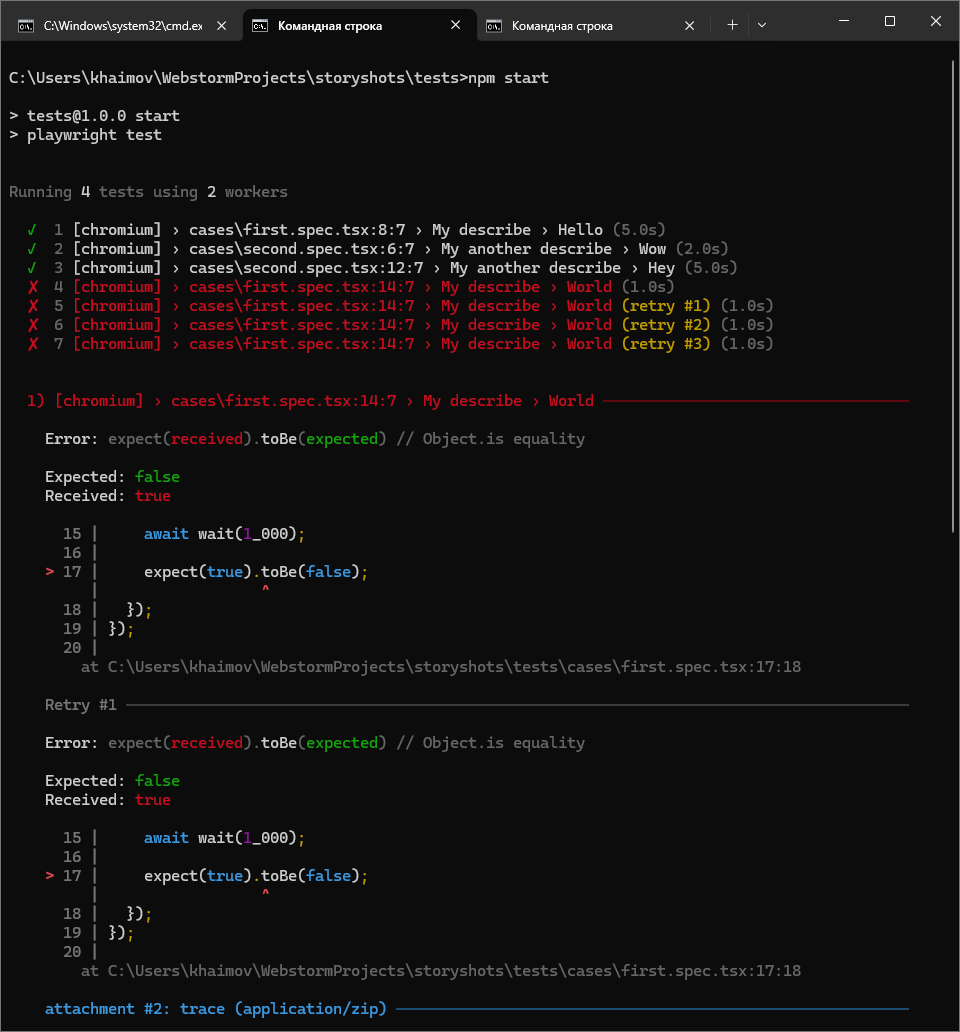 C:\Windows\system32\cmd.ex
Командная строка
Командная строка
C:\Users\khaimov\WebstormProjects\storyshots\tests>npm start
> tests@1.0.0 start
> playwright test
Running 4 tests using 2 workers
✓ 1 [chromium] › cases\first.spec.tsx:8:7 › My describe › Hello (5.0s)
✓ 2 [chromium] › cases\second.spec.tsx:6:7 › My another describe › Wow (2.0s)
✓ 3 [chromium] › cases\second.spec.tsx:12:7 › My another describe › Hey (5.0s)
✗ 4 [chromium] › cases\first.spec.tsx:14:7 › My describe › World (1.0s)
✗ 5 [chromium] › cases\first.spec.tsx:14:7 › My describe › World (retry #1) (1.0s)
✗ 6 [chromium] › cases\first.spec.tsx:14:7 › My describe › World (retry #2) (1.0s)
✗ 7 [chromium] › cases\first.spec.tsx:14:7 › My describe › World (retry #3) (1.0s)
1) [chromium] › cases\first.spec.tsx:14:7 › My describe › World
Error: expect(received).toBe(expected) // Object.is equality
Expected: false
Received: true
15 |     await wait(1_000);
16 |
> 17 |     expect(true).toBe(false);
|                  ^
18 |   });
19 | });
20 |
at C:\Users\khaimov\WebstormProjects\storyshots\tests\cases\first.spec.tsx:17:18
Retry #1
Error: expect(received).toBe(expected) // Object.is equality
Expected: false
Received: true
15 |     await wait(1_000);
16 |
> 17 |     expect(true).toBe(false);
|                  ^
18 |   });
19 | });
20 |
at C:\Users\khaimov\WebstormProjects\storyshots\tests\cases\first.spec.tsx:17:18
attachment #2: trace (application/zip)